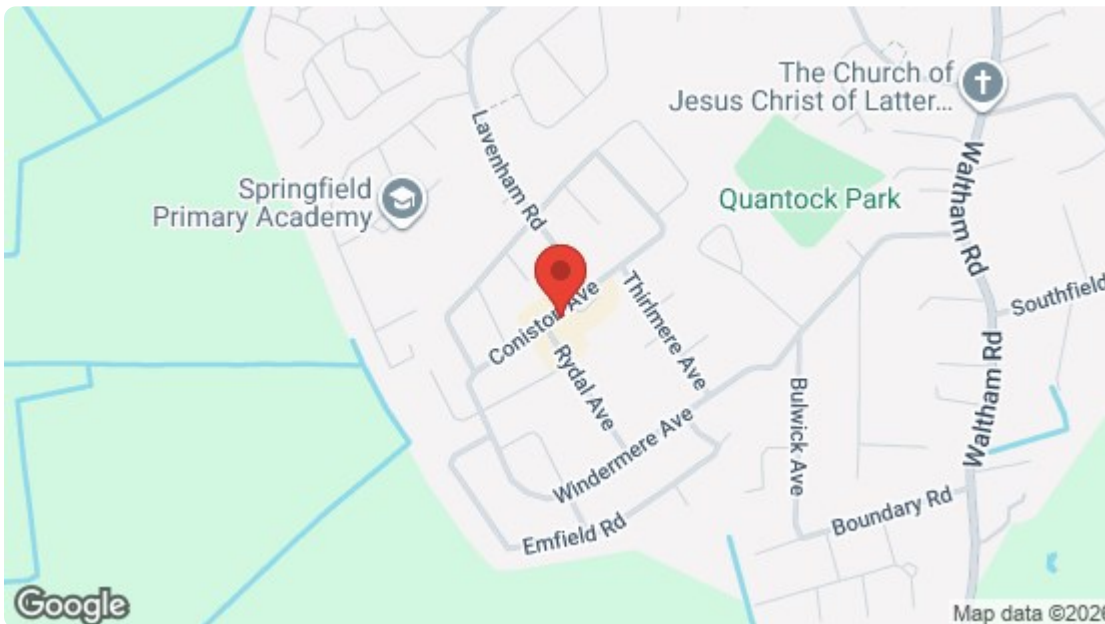 The Church of
Jesus Christ of Latter...
Lavenham Rd
Waltham Rd
Springfield
Primary Academy
Quantock Park
Southfield
Thirlmere Ave
Coniston Ave
Rydal Ave
Waltham Rd
Bulwick Ave
Windermere Ave
Boundary Rd
Emfield Rd
Google
Map data ©2026